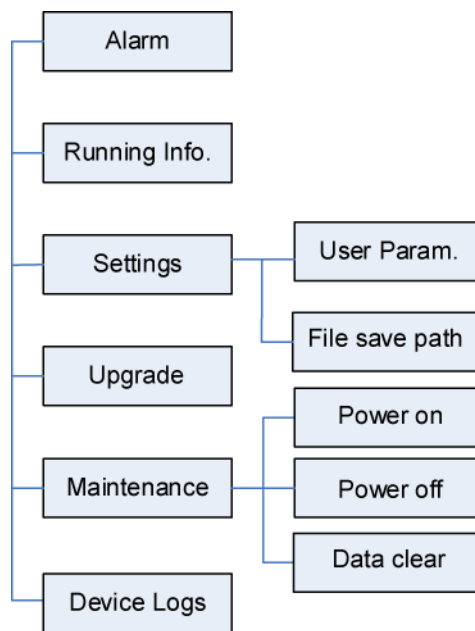 Alarm
Running Info.
Settings
User Param.
File save path
Upgrade
Maintenance
Power on
Power off
Data clear
Device Logs